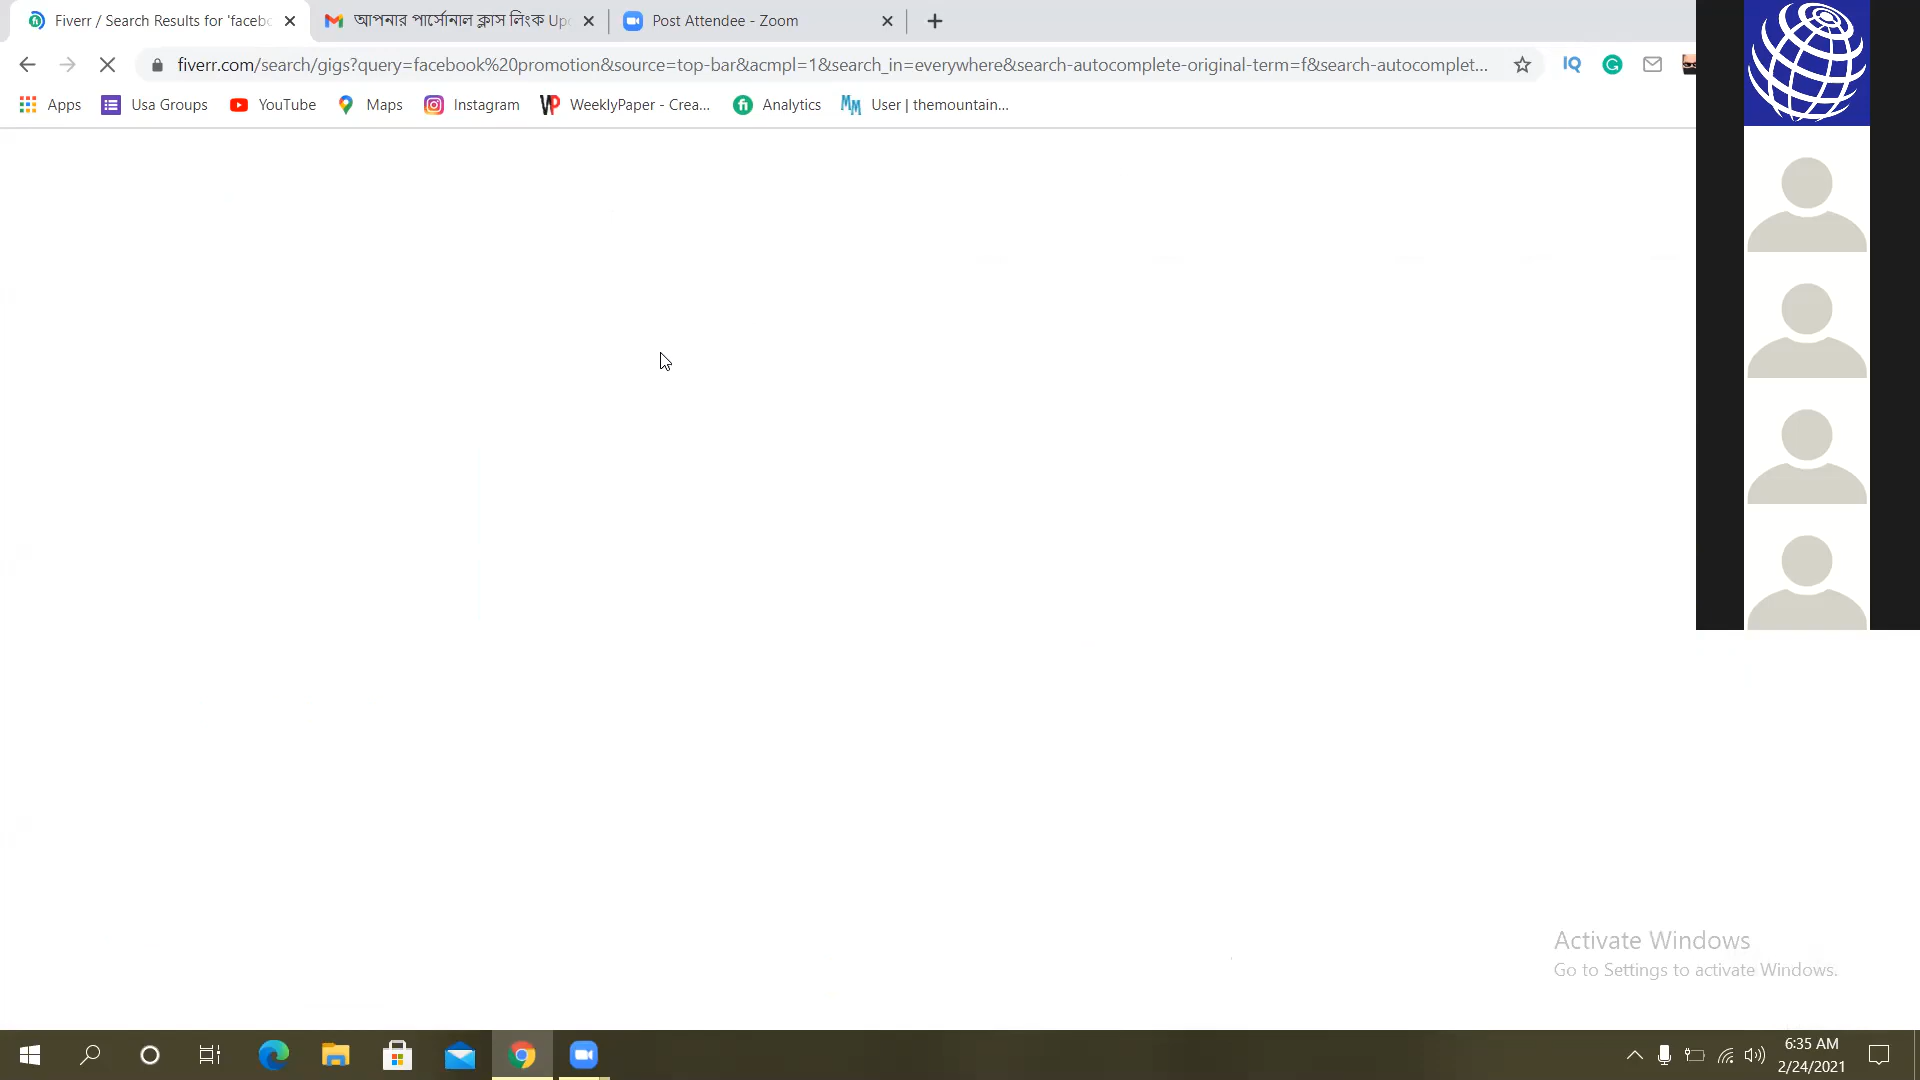 Fiverr / Search Results for 'facebo
আপনার পার্সোনাল ক্লাস লিংক Upd
Post Attendee - Zoom
fiverr.com/search/gigs?query=facebook%20promotion&source=top-bar&acmpl=1&search_in=everywhere&search-autocomplete-original-term=f&search-autocomplet...
IQ
Apps
Usa Groups
YouTube
Maps
Instagram
WeeklyPaper - Crea...
Analytics
User | themountain...
Activate Windows
Go to Settings to activate Windows.
6:35 AM
2/24/2021